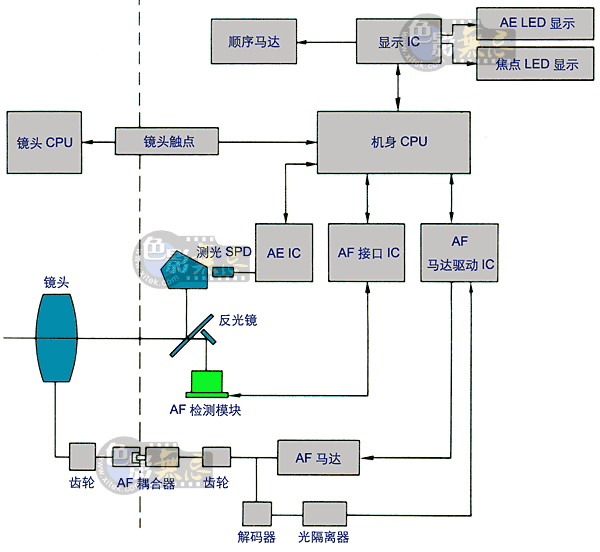 AE LED 显示
顺序马达
显示 IC
焦点 LED 显示
镜头 CPU
镜头触点
机身 CPU
测光 SPD
AE IC
AF 接口 IC
AF
马达驱动 IC
镜头
反光镜
AF 检测模块
AF 马达
齿轮
AF 耦合器
齿轮
解码器
光隔离器